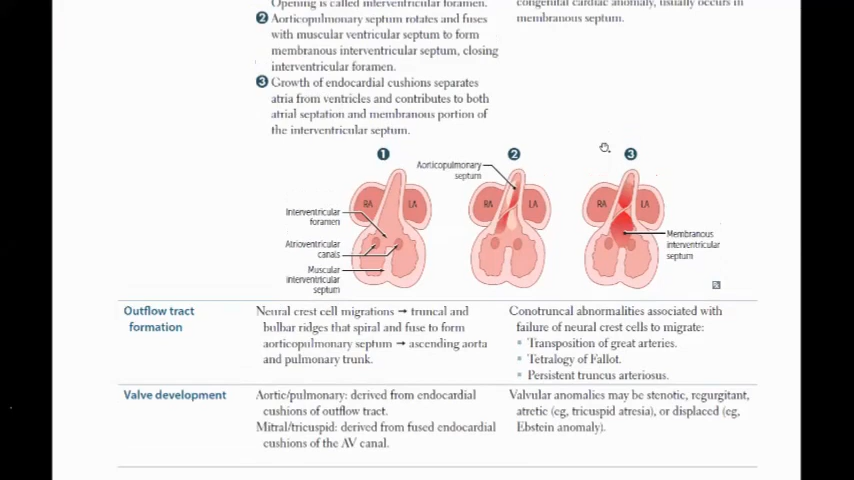 Opening is called interventricular foramen.
❷ Aorticopulmonary septum rotates and fuses
with muscular ventricular septum to form
membranous interventricular septum, closing
interventricular foramen.
❸ Growth of endocardial cushions separates
atria from ventricles and contributes to both
atrial septation and membranous portion of
the interventricular septum.
congenital cardiac anomaly, usually occurs in
membranous septum.
❶
❷
❸
Aorticopulmonary
septum
RA
LA
RA
LA
RA
LA
Interventricular
foramen
Atrioventricular
canals
Muscular
interventricular
septum
Membranous
interventricular
septum
Outflow tract
formation
Neural crest cell migrations → truncal and
bulbar ridges that spiral and fuse to form
aorticopulmonary septum → ascending aorta
and pulmonary trunk.
Conotruncal abnormalities associated with
failure of neural crest cells to migrate:
▪ Transposition of great arteries.
▪ Tetralogy of Fallot.
▪ Persistent truncus arteriosus.
Valve development
Aortic/pulmonary: derived from endocardial
cushions of outflow tract.
Mitral/tricuspid: derived from fused endocardial
cushions of the AV canal.
Valvular anomalies may be stenotic, regurgitant,
atretic (eg, tricuspid atresia), or displaced (eg,
Ebstein anomaly).